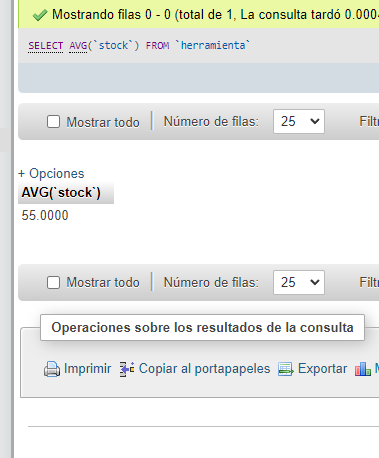 Mostrando filas 0 - 0 (total de 1, La consulta tardó 0.000
SELECT AVG(`stock`) FROM `herramienta`
Mostrar todo Número de filas: 25 Filt
+ Opciones
AVG(`stock`)
55.0000
Mostrar todo Número de filas: 25 Filt
Operaciones sobre los resultados de la consulta
Imprimir Copiar al portapapeles Exportar M